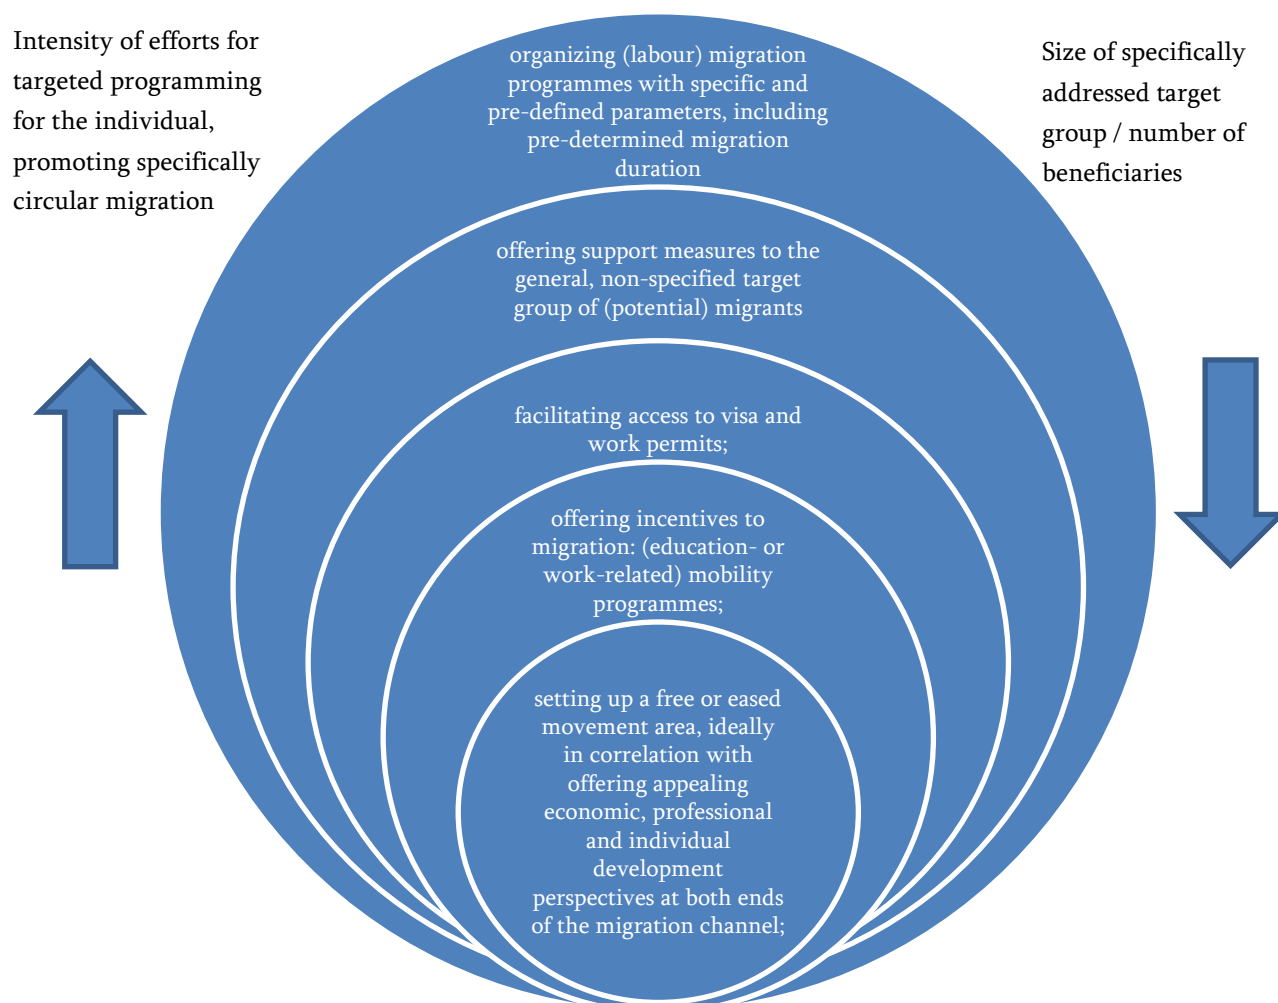 Intensity of efforts for
targeted programming
for the individual,
promoting specifically
circular migration
organizing (labour) migration
programmes with specific and
pre-defined parameters, including
pre-determined migration
duration
Size of specifically
addressed target
group / number of
beneficiaries
offering support measures to the
general, non-specified target
group of (potential) migrants
facilitating access to visa and
work permits;
offering incentives to
migration: (education- or
work-related) mobility
programmes;
setting up a free or eased
movement area, ideally
in correlation with
offering appealing
economic, professional
and individual
development
perspectives at both ends
of the migration channel;